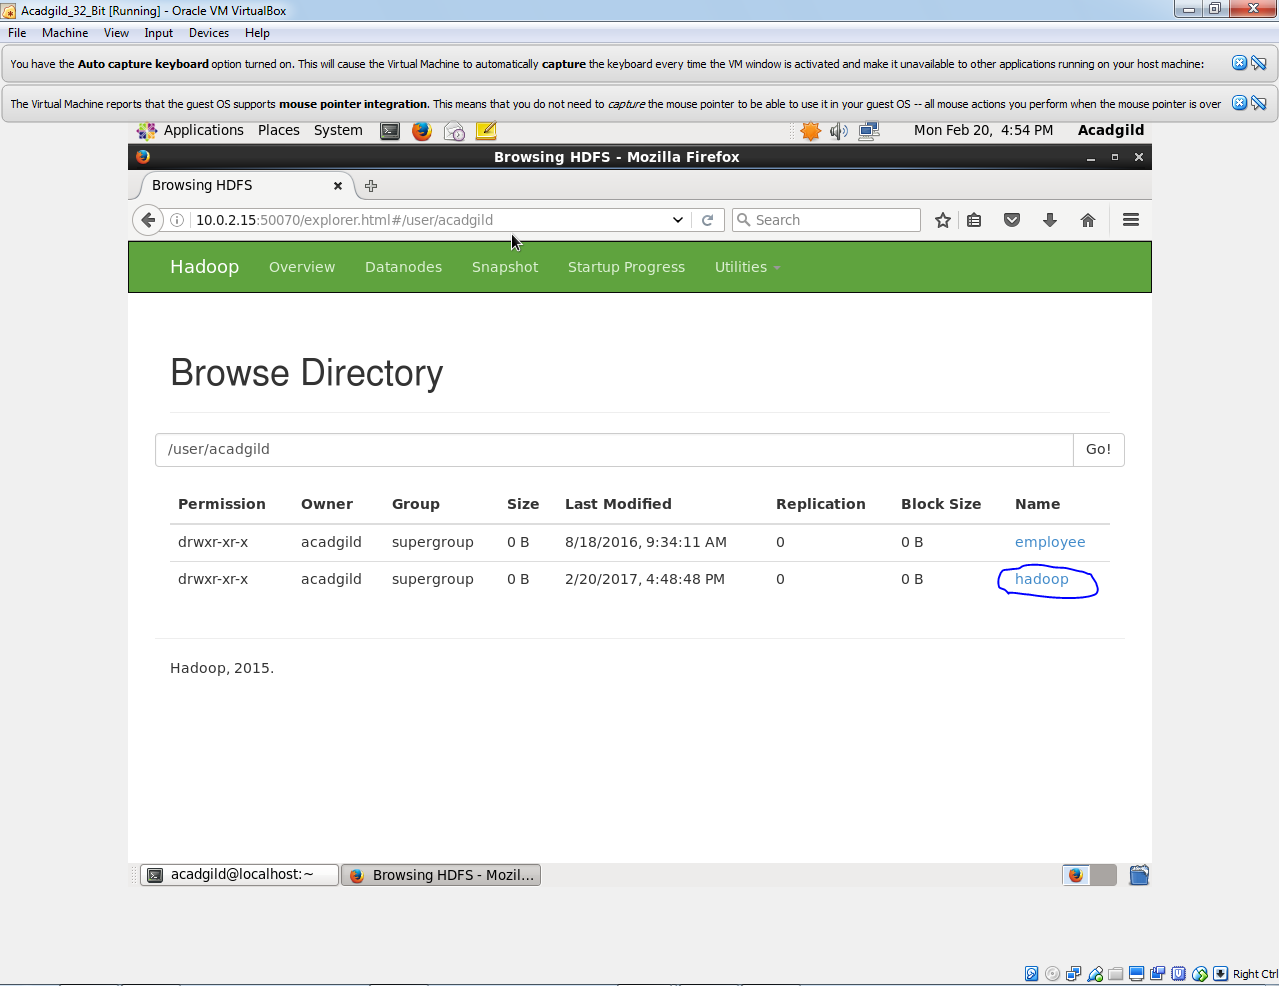 Acadgild_32_Bit [Running] - Oracle VM VirtualBox
File Machine View Input Devices Help
You have the Auto capture keyboard option turned on. This will cause the Virtual Machine to automatically capture the keyboard every time the VM window is activated and make it unavailable to other applications running on your host machine:
The Virtual Machine reports that the guest OS supports mouse pointer integration. This means that you do not need to capture the mouse pointer to be able to use it in your guest OS -- all mouse actions you perform when the mouse pointer is over
Applications Places System Mon Feb 20, 4:54 PM Acadgild
Browsing HDFS - Mozilla Firefox
Browsing HDFS
10.0.2.15:50070/explorer.html#/user/acadgild Search
Hadoop Overview Datanodes Snapshot Startup Progress Utilities
Browse Directory
/user/acadgild Go!
Permission Owner Group Size Last Modified Replication Block Size Name
drwxr-xr-x acadgild supergroup 0 B 8/18/2016, 9:34:11 AM 0 0 B employee
drwxr-xr-x acadgild supergroup 0 B 2/20/2017, 4:48:48 PM 0 0 B hadoop
Hadoop, 2015.
acadgild@localhost:~ Browsing HDFS - Mozil...
Right Ctrl